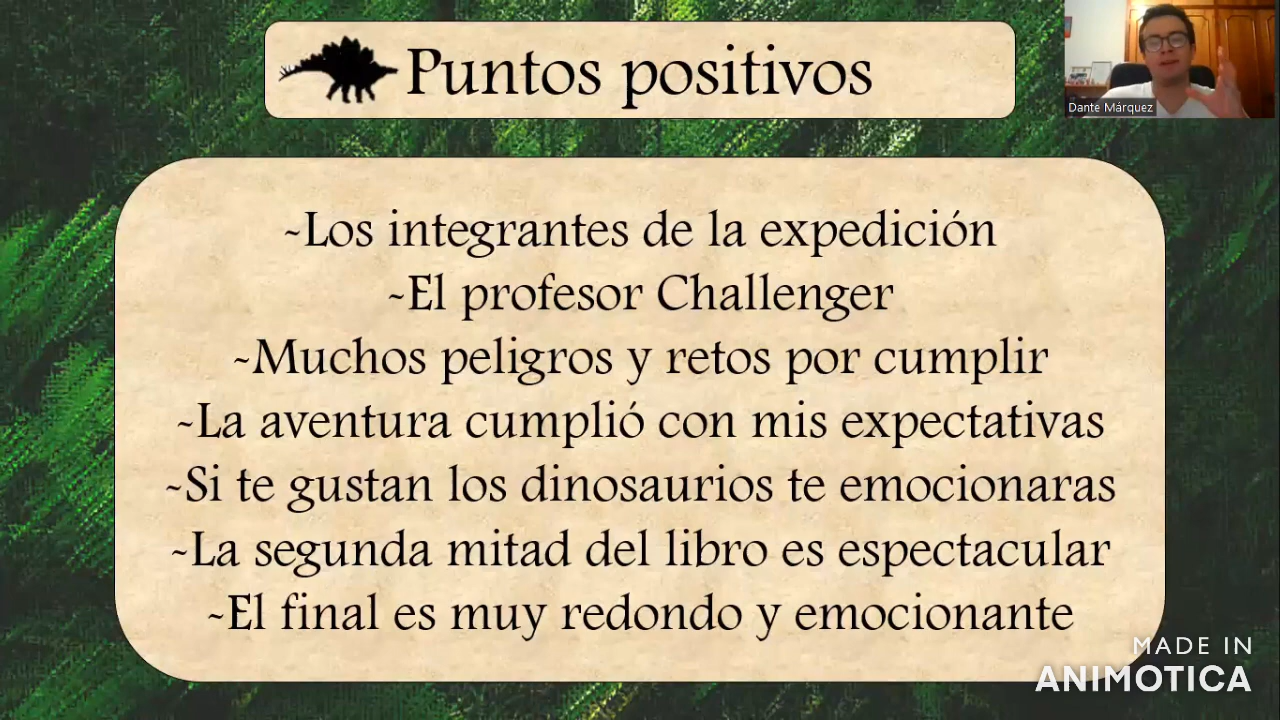 Puntos positivos
Dante Márquez
~Los integrantes de la expedición
~El profesor Challenger
~Muchos peligros y retos por cumplir
~La aventura cumplió con mis expectativas
~Si te gustan los dinosaurios te emocionaras
~La segunda mitad del libro es espectacular
~El final es muy redondo y emocionante
MADE IN
ANIMOTICA